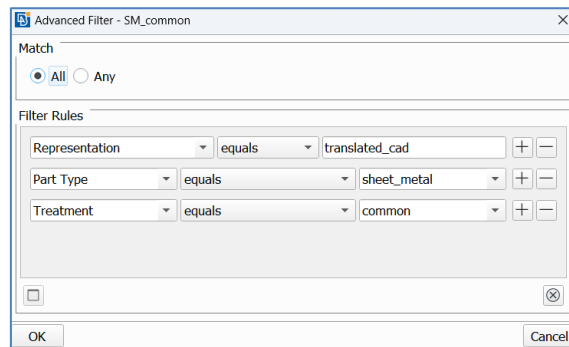 Advanced Filter - SM_common
Match
All Any
Filter Rules
Representation equals translated_cad
Part Type equals sheet_metal
Treatment equals common
OK Cancel